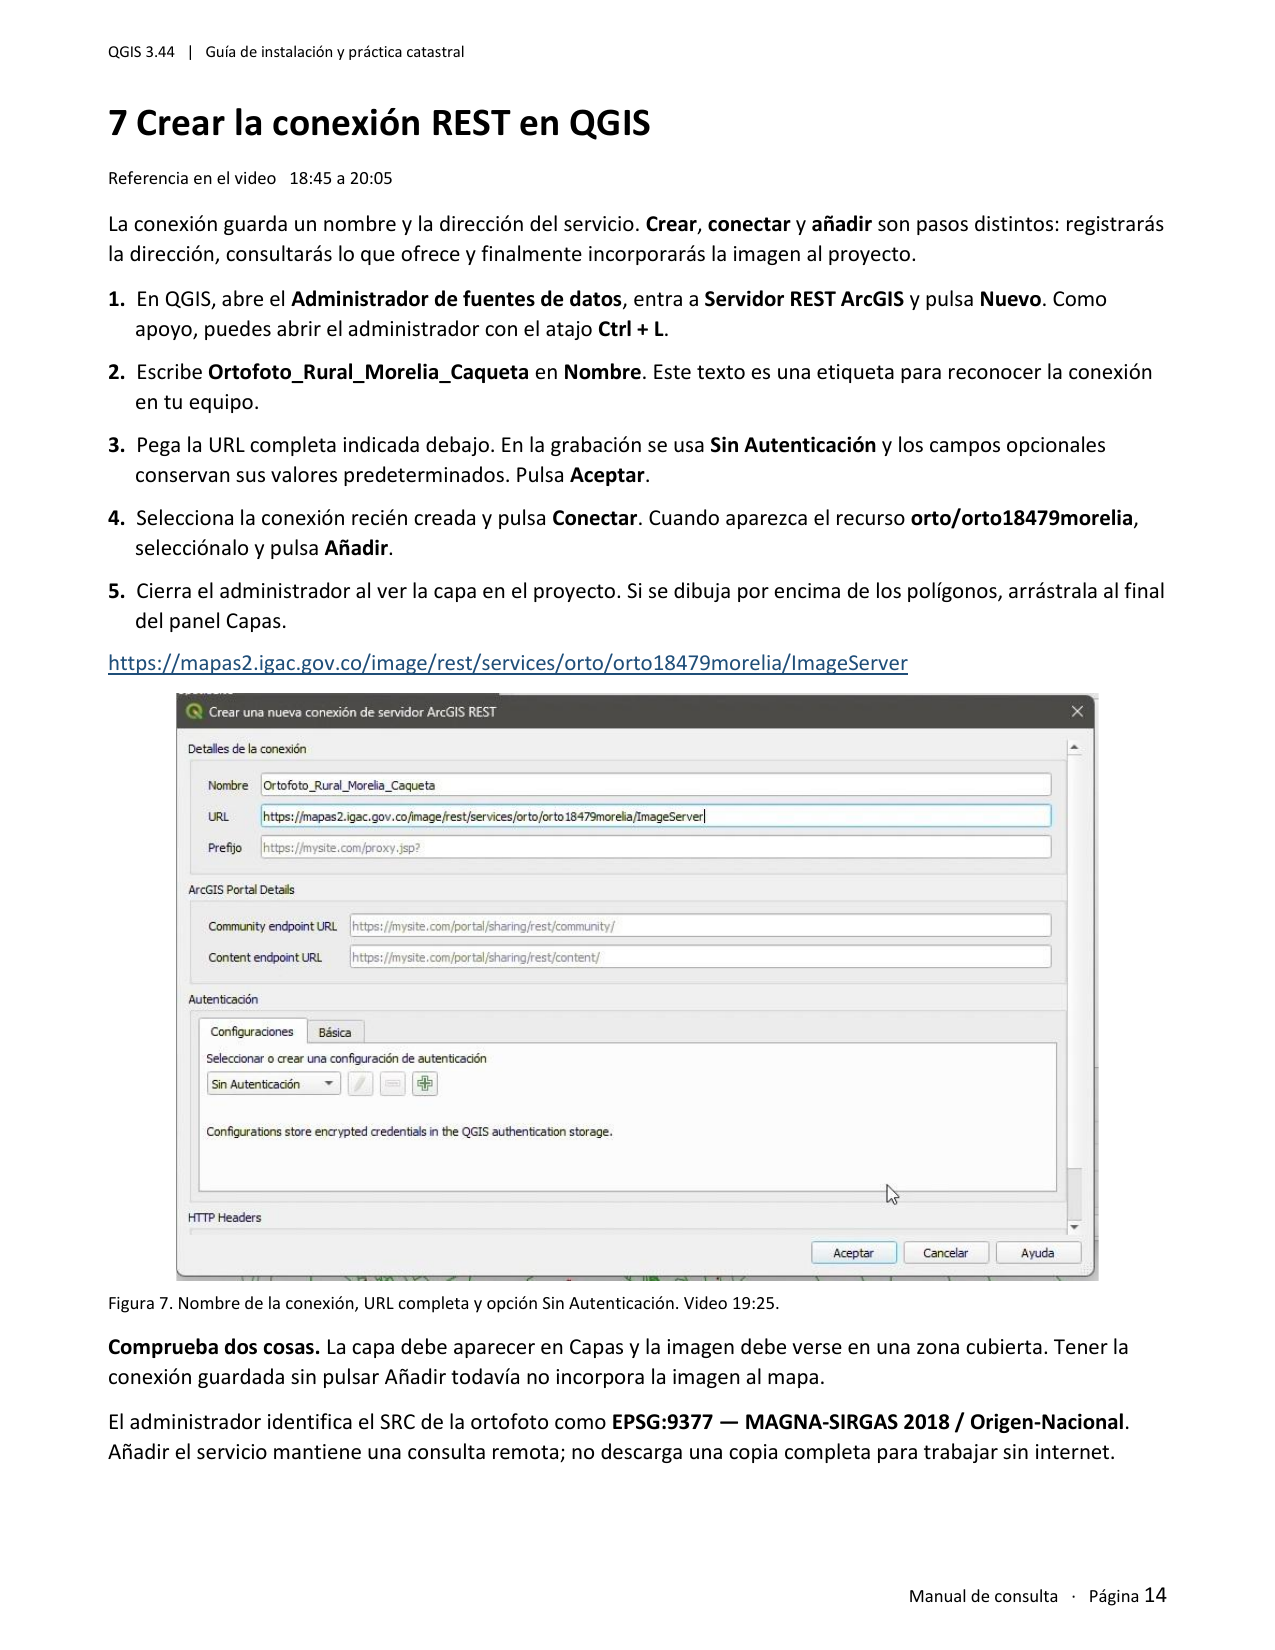 QGIS 3.44 | Guía de instalación y práctica catastral
7 Crear la conexión REST en QGIS
Referencia en el video 18:45 a 20:05
La conexión guarda un nombre y la dirección del servicio. Crear, conectar y añadir son pasos distintos: registrarás
la dirección, consultarás lo que ofrece y finalmente incorporarás la imagen al proyecto.
1. En QGIS, abre el Administrador de fuentes de datos, entra a Servidor REST ArcGIS y pulsa Nuevo. Como
apoyo, puedes abrir el administrador con el atajo Ctrl + L.
2. Escribe Ortofoto_Rural_Morelia_Caqueta en Nombre. Este texto es una etiqueta para reconocer la conexión
en tu equipo.
3. Pega la URL completa indicada debajo. En la grabación se usa Sin Autenticación y los campos opcionales
conservan sus valores predeterminados. Pulsa Aceptar.
4. Selecciona la conexión recién creada y pulsa Conectar. Cuando aparezca el recurso orto/orto18479morelia,
selecciónalo y pulsa Añadir.
5. Cierra el administrador al ver la capa en el proyecto. Si se dibuja por encima de los polígonos, arrástrala al final
del panel Capas.
https://mapas2.igac.gov.co/image/rest/services/orto/orto18479morelia/ImageServer
Crear una nueva conexión de servidor ArcGIS REST
Detalles de la conexión
Nombre Ortofoto_Rural_Morelia_Caqueta
URL https://mapas2.igac.gov.co/image/rest/services/orto/orto18479morelia/ImageServer
Prefijo https://mysite.com/proxy.jsp?
ArcGIS Portal Details
Community endpoint URL https://mysite.com/portal/sharing/rest/community/
Content endpoint URL https://mysite.com/portal/sharing/rest/content/
Autenticación
Configuraciones Básica
Seleccionar o crear una configuración de autenticación
Sin Autenticación
Configurations store encrypted credentials in the QGIS authentication storage.
HTTP Headers
Aceptar Cancelar Ayuda
Figura 7. Nombre de la conexión, URL completa y opción Sin Autenticación. Video 19:25.
Comprueba dos cosas. La capa debe aparecer en Capas y la imagen debe verse en una zona cubierta. Tener la
conexión guardada sin pulsar Añadir todavía no incorpora la imagen al mapa.
El administrador identifica el SRC de la ortofoto como EPSG:9377 — MAGNA-SIRGAS 2018 / Origen-Nacional.
Añadir el servicio mantiene una consulta remota; no descarga una copia completa para trabajar sin internet.
Manual de consulta · Página 14